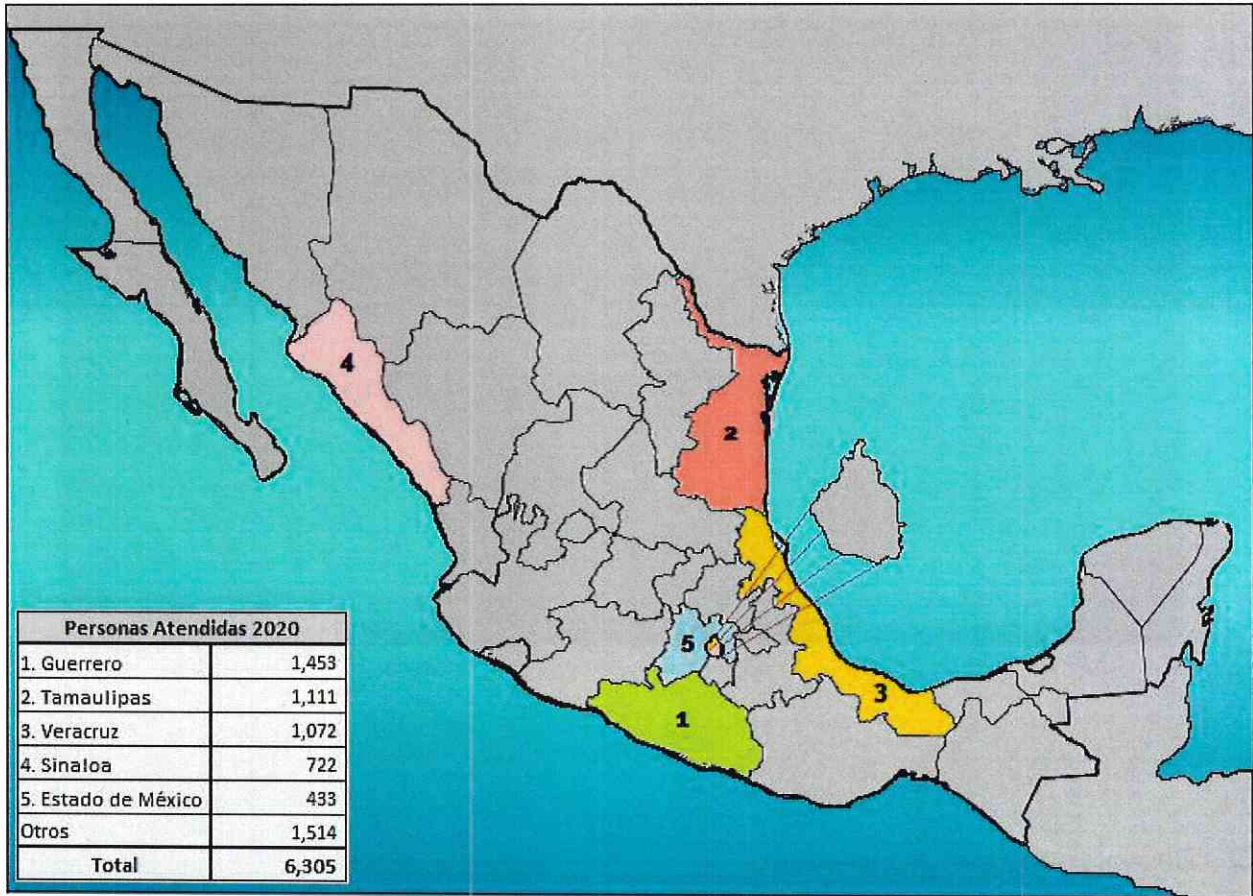 4
2
5
3
1
Personas Atendidas 2020
1. Guerrero 1,453
2. Tamaulipas 1,111
3. Veracruz 1,072
4. Sinaloa 722
5. Estado de México 433
Otros 1,514
Total 6,305